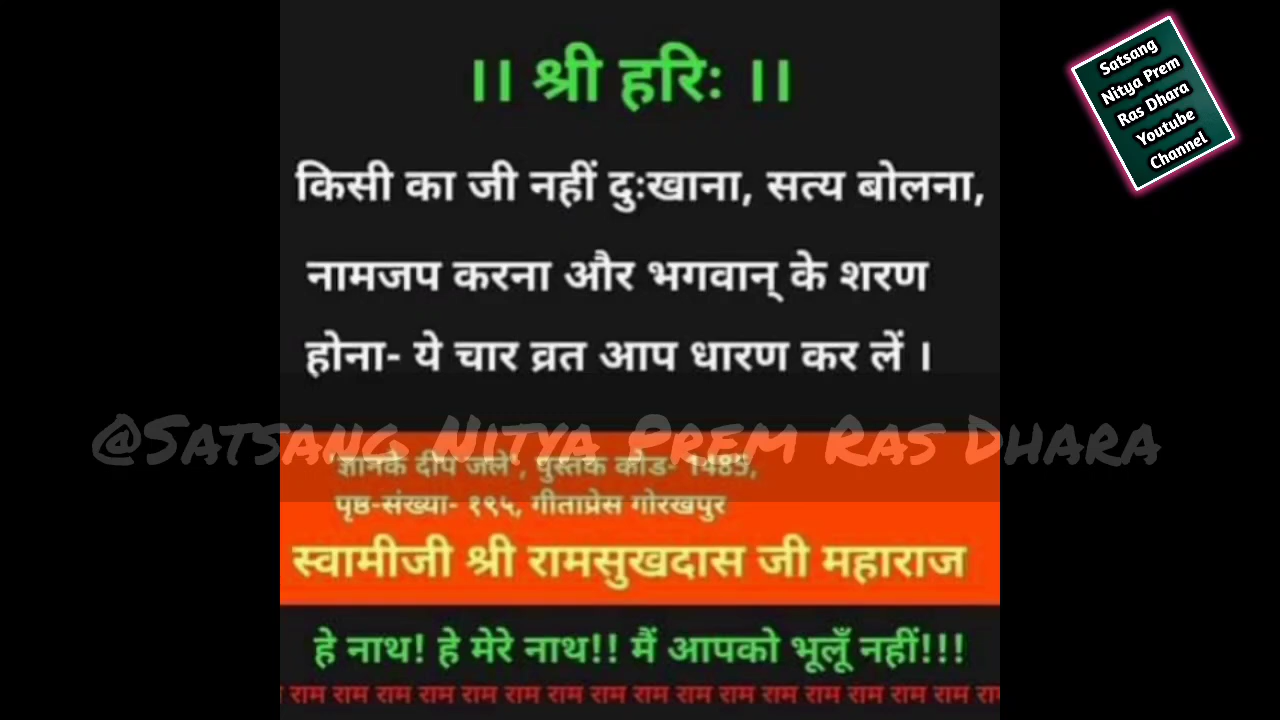 ।। श्री हरिः ।।
किसी का जी नहीं दुःखाना, सत्य बोलना,
नामजप करना और भगवान् के शरण
होना- ये चार व्रत आप धारण कर लें ।
@Satsang Nitya Prem Ras Dhara
'ज्ञानके दीप जले', पुस्तक कोड- 1485,
पृष्ठ-संख्या- १९५, गीताप्रेस गोरखपुर
स्वामीजी श्री रामसुखदास जी महाराज
हे नाथ! हे मेरे नाथ!! मैं आपको भूलूँ नहीं!!!
राम राम राम राम राम राम राम राम राम राम राम राम राम राम राम राम रा
Satsang
Nitya Prem
Ras Dhara
Youtube
Channel